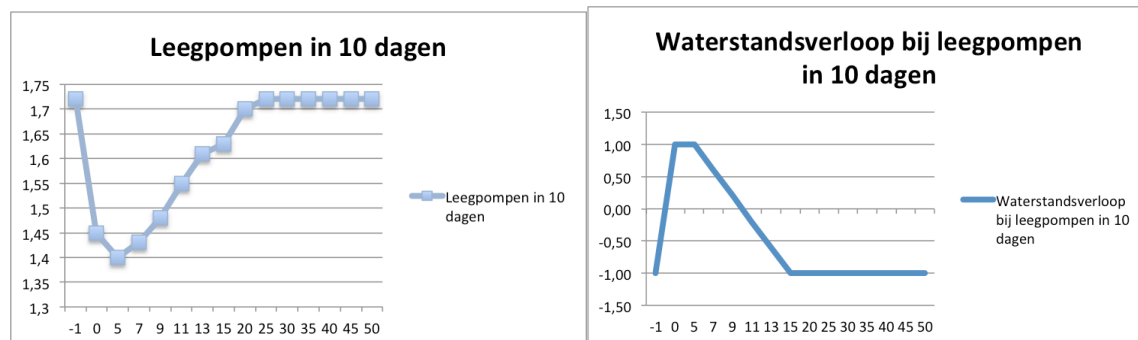 Leegpompen in 10 dagen
1,75
1,7
1,65
1,6
1,55
1,5
1,45
1,4
1,35
1,3
-1 0 5 7 9 11 13 15 20 25 30 35 40 45 50
Leegpompen in 10
dagen
Waterstandsverloop bij leegpompen
in 10 dagen
1,50
1,00
0,50
0,00
-0,50
-1,00
-1,50
-1 0 5 7 9 11 13 15 20 25 30 35 40 45 50
Waterstandsverloop
bij leegpompen in 10
dagen